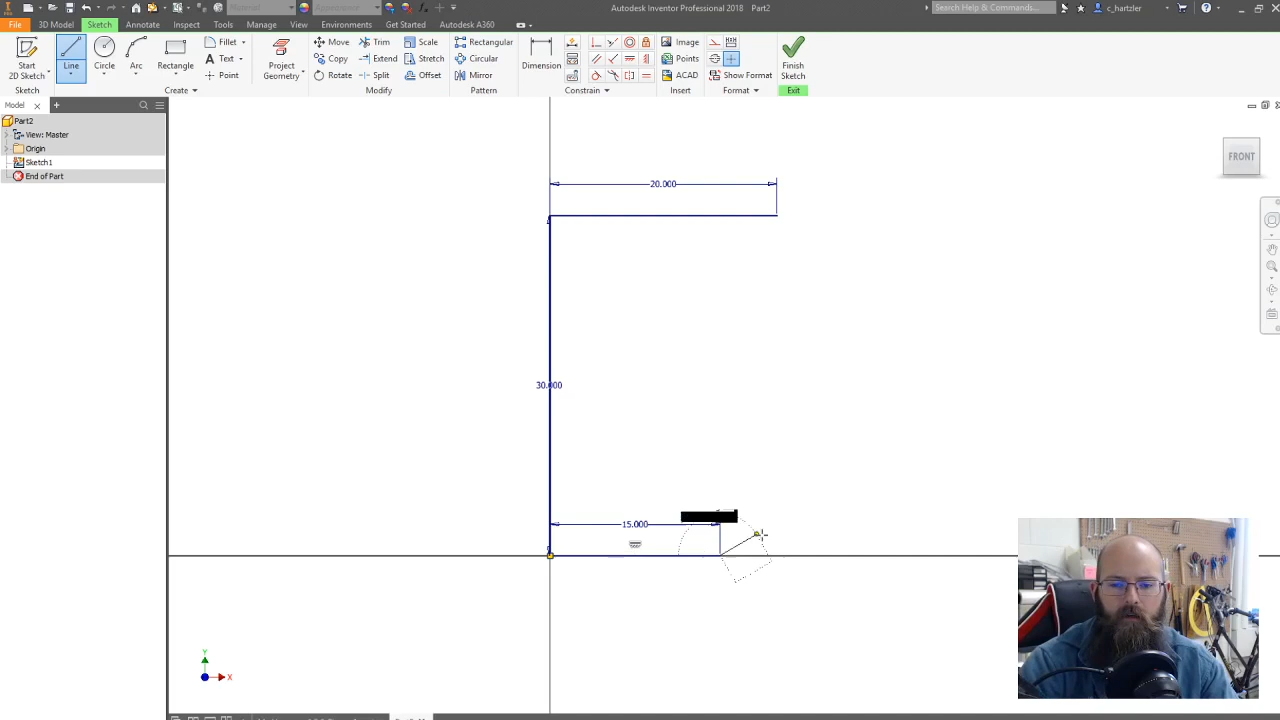 Material Appearance Autodesk Inventor Professional 2018 Part2 Search Help & Commands... c_hartzler
File 3D Model Sketch Annotate Inspect Tools Manage View Environments Get Started Autodesk A360
Start 2D Sketch Line Circle Arc Rectangle Fillet Text Point Project Geometry Move Copy Rotate Trim Extend Split Scale Stretch Offset Rectangular Circular Mirror Dimension Image Points ACAD Show Format Finish Sketch
Sketch Create Modify Pattern Constrain Insert Format Exit
Model
Part2
View: Master
Origin
Sketch1
End of Part
FRONT
20.000
30.000
15.000
Y
X